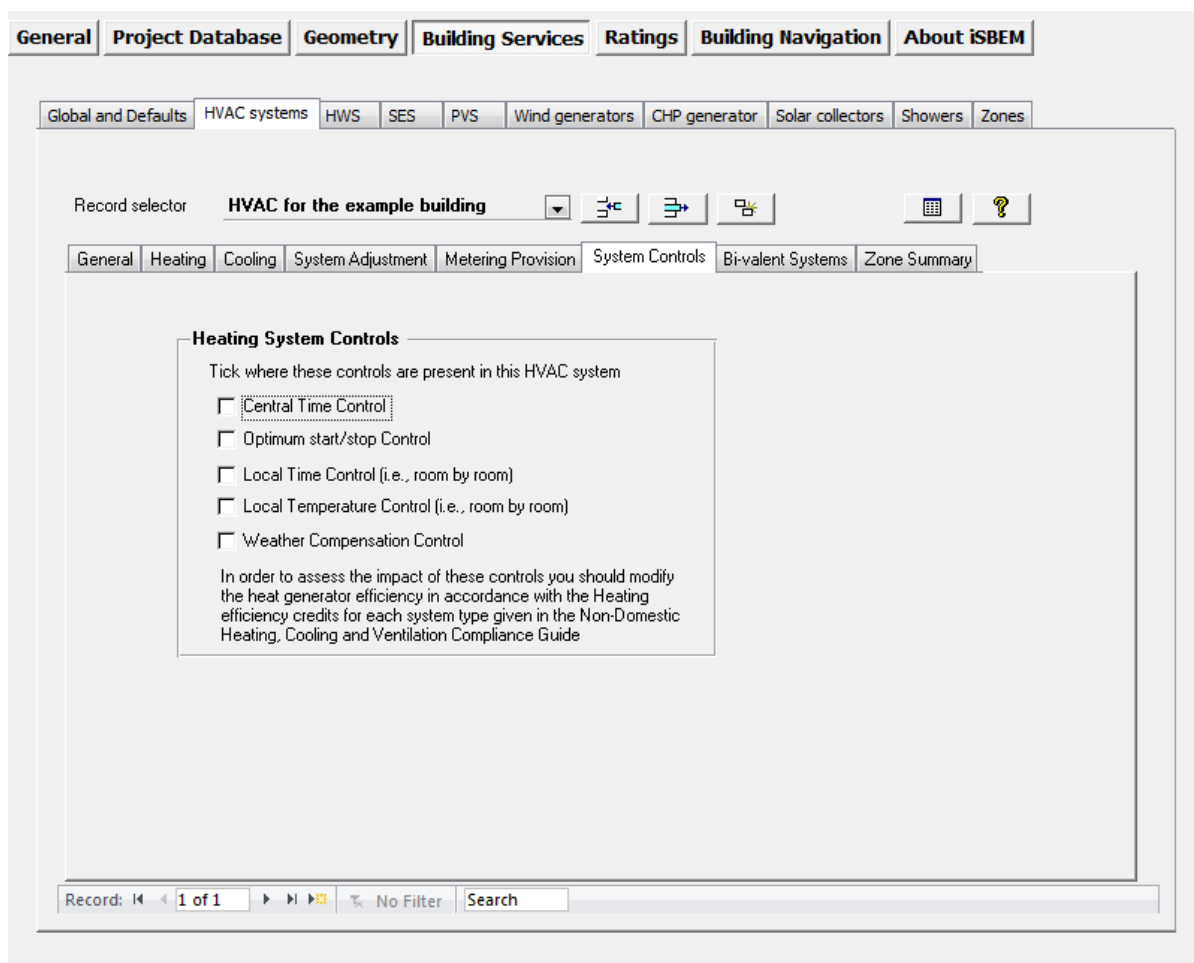 General Project Database Geometry Building Services Ratings Building Navigation About iSBEM
Global and Defaults HVAC systems HWS SES PVS Wind generators CHP generator Solar collectors Showers Zones
Record selector HVAC for the example building
General Heating Cooling System Adjustment Metering Provision System Controls Bi-valent Systems Zone Summary
Heating System Controls
Tick where these controls are present in this HVAC system
Central Time Control
Optimum start/stop Control
Local Time Control (i.e., room by room)
Local Temperature Control (i.e., room by room)
Weather Compensation Control
In order to assess the impact of these controls you should modify
the heat generator efficiency in accordance with the Heating
efficiency credits for each system type given in the Non-Domestic
Heating, Cooling and Ventilation Compliance Guide
Record: 1 of 1 No Filter Search